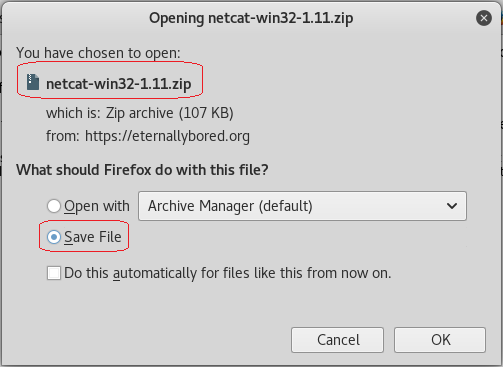 Opening netcat-win32-1.11.zip
You have chosen to open:
netcat-win32-1.11.zip
which is: Zip archive (107 KB)
from: https://eternallybored.org
What should Firefox do with this file?
Open with Archive Manager (default)
Save File
Do this automatically for files like this from now on.
Cancel OK